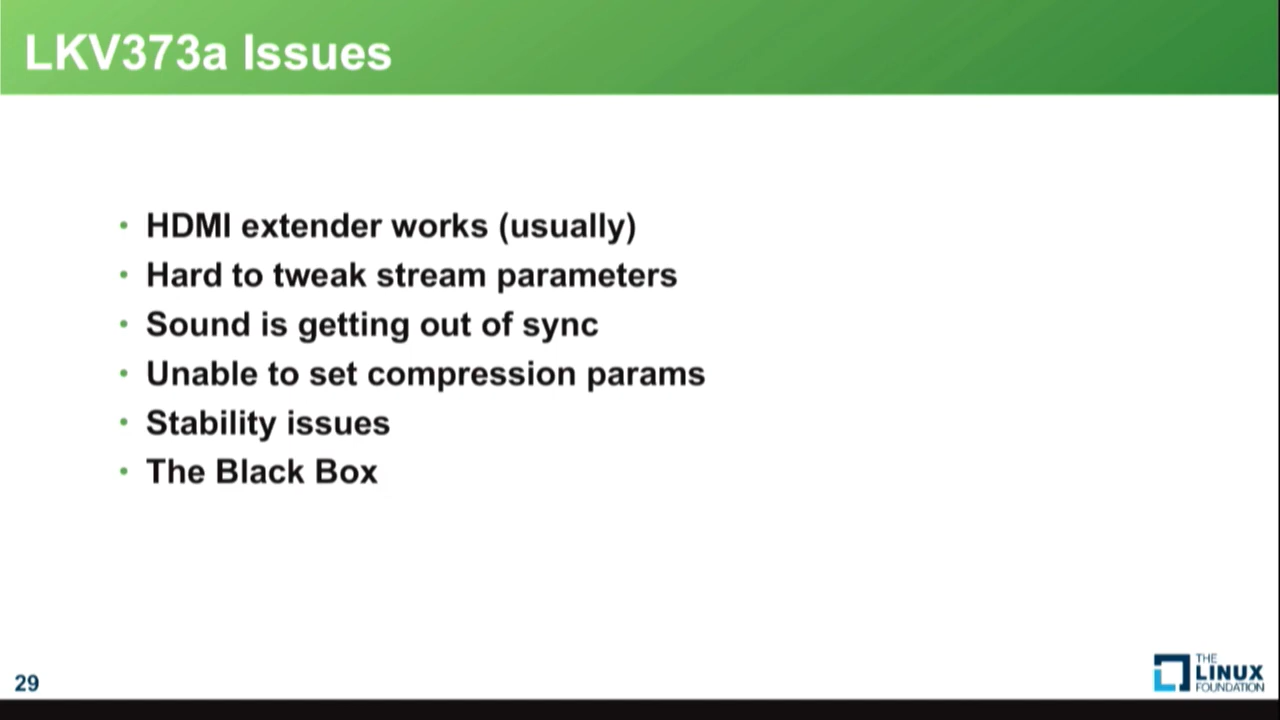 LKV373a Issues
• HDMI extender works (usually)
• Hard to tweak stream parameters
• Sound is getting out of sync
• Unable to set compression params
• Stability issues
• The Black Box
29
THE
LINUX
FOUNDATION